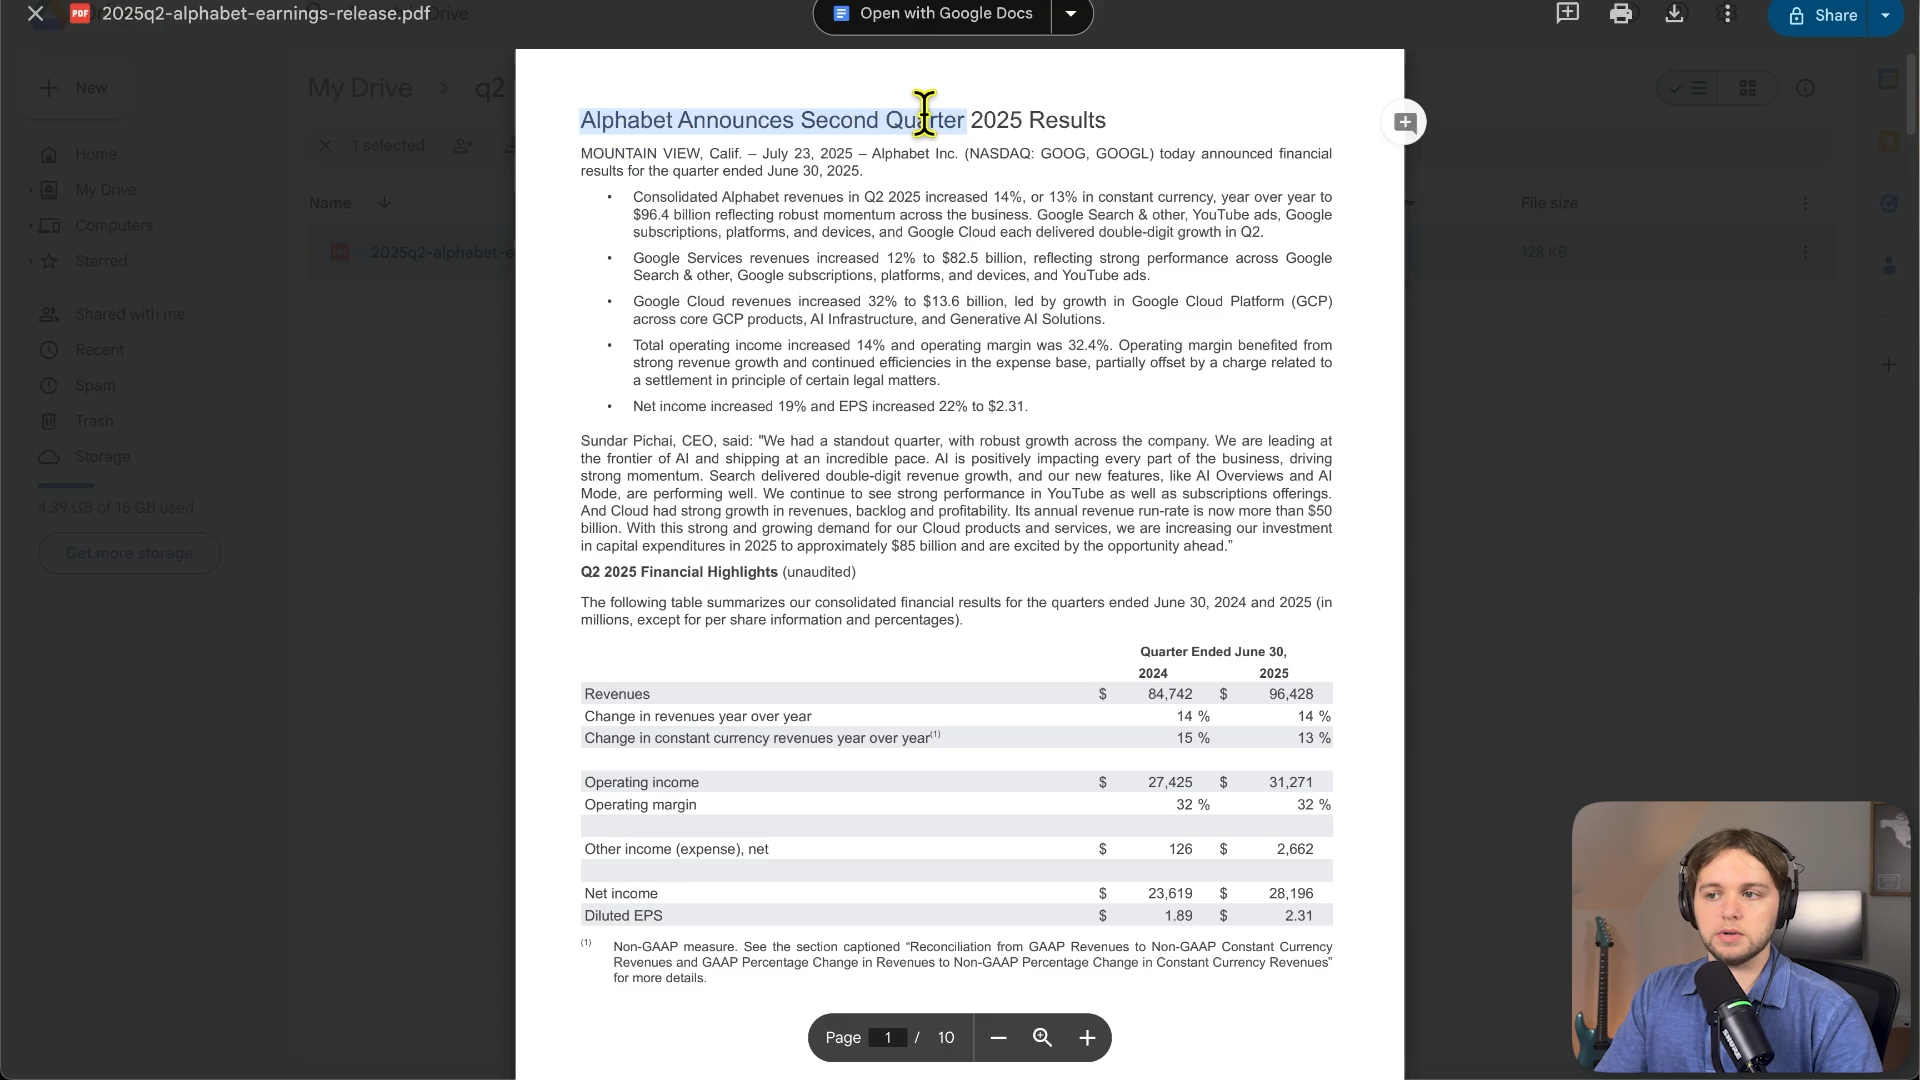 2025q2-alphabet-earnings-release.pdf
PDF
Open with Google Docs
Share
New
My Drive > q2
1 selected
Home
My Drive
Computers
Starred
Shared with me
Recent
Spam
Trash
Storage
4.39 GB of 15 GB used
Get more storage
Name
2025q2-alphabet-e
File size
128 KB
Alphabet Announces Second Quarter 2025 Results
MOUNTAIN VIEW, Calif. – July 23, 2025 – Alphabet Inc. (NASDAQ: GOOG, GOOGL) today announced financial
results for the quarter ended June 30, 2025.
• Consolidated Alphabet revenues in Q2 2025 increased 14%, or 13% in constant currency, year over year to
$96.4 billion reflecting robust momentum across the business. Google Search & other, YouTube ads, Google
subscriptions, platforms, and devices, and Google Cloud each delivered double-digit growth in Q2.
• Google Services revenues increased 12% to $82.5 billion, reflecting strong performance across Google
Search & other, Google subscriptions, platforms, and devices, and YouTube ads.
• Google Cloud revenues increased 32% to $13.6 billion, led by growth in Google Cloud Platform (GCP)
across core GCP products, AI Infrastructure, and Generative AI Solutions.
• Total operating income increased 14% and operating margin was 32.4%. Operating margin benefited from
strong revenue growth and continued efficiencies in the expense base, partially offset by a charge related to
a settlement in principle of certain legal matters.
• Net income increased 19% and EPS increased 22% to $2.31.
Sundar Pichai, CEO, said: "We had a standout quarter, with robust growth across the company. We are leading at
the frontier of AI and shipping at an incredible pace. AI is positively impacting every part of the business, driving
strong momentum. Search delivered double-digit revenue growth, and our new features, like AI Overviews and AI
Mode, are performing well. We continue to see strong performance in YouTube as well as subscriptions offerings.
And Cloud had strong growth in revenues, backlog and profitability. Its annual revenue run-rate is now more than $50
billion. With this strong and growing demand for our Cloud products and services, we are increasing our investment
in capital expenditures in 2025 to approximately $85 billion and are excited by the opportunity ahead."
Q2 2025 Financial Highlights (unaudited)
The following table summarizes our consolidated financial results for the quarters ended June 30, 2024 and 2025 (in
millions, except for per share information and percentages).
Quarter Ended June 30,
2024 2025
Revenues $ 84,742 $ 96,428
Change in revenues year over year 14 % 14 %
Change in constant currency revenues year over year(1) 15 % 13 %
Operating income $ 27,425 $ 31,271
Operating margin 32 % 32 %
Other income (expense), net $ 126 $ 2,662
Net income $ 23,619 $ 28,196
Diluted EPS $ 1.89 $ 2.31
(1) Non-GAAP measure. See the section captioned “Reconciliation from GAAP Revenues to Non-GAAP Constant Currency
Revenues and GAAP Percentage Change in Revenues to Non-GAAP Percentage Change in Constant Currency Revenues”
for more details.
Page 1 / 10
SHURE